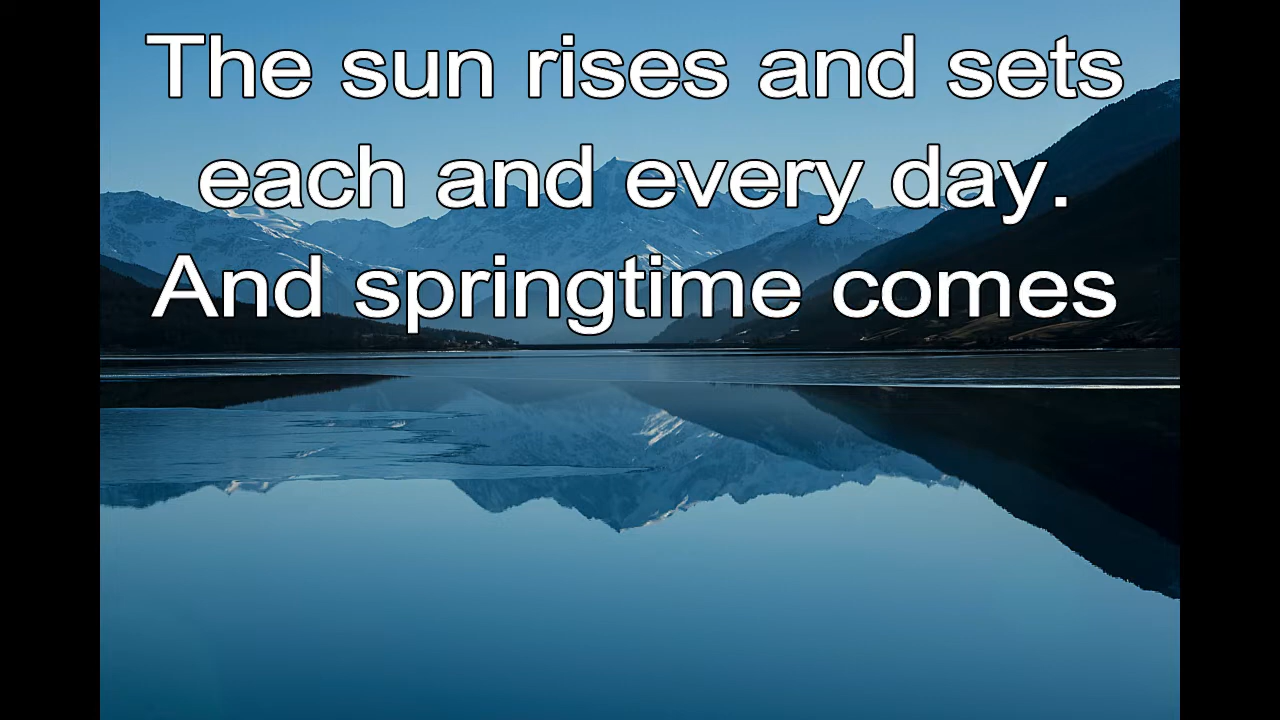 The sun rises and sets
each and every day.
And springtime comes